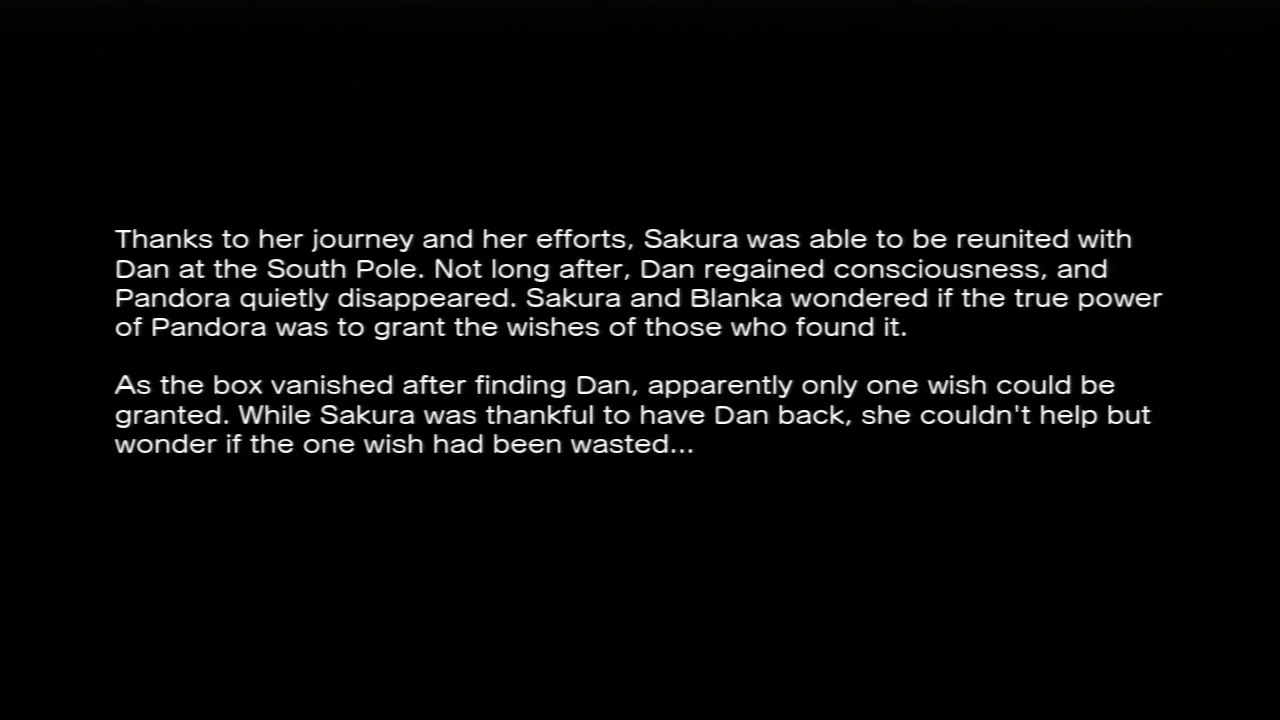 Thanks to her journey and her efforts, Sakura was able to be reunited with
Dan at the South Pole. Not long after, Dan regained consciousness, and
Pandora quietly disappeared. Sakura and Blanka wondered if the true power
of Pandora was to grant the wishes of those who found it.
As the box vanished after finding Dan, apparently only one wish could be
granted. While Sakura was thankful to have Dan back, she couldn't help but
wonder if the one wish had been wasted...